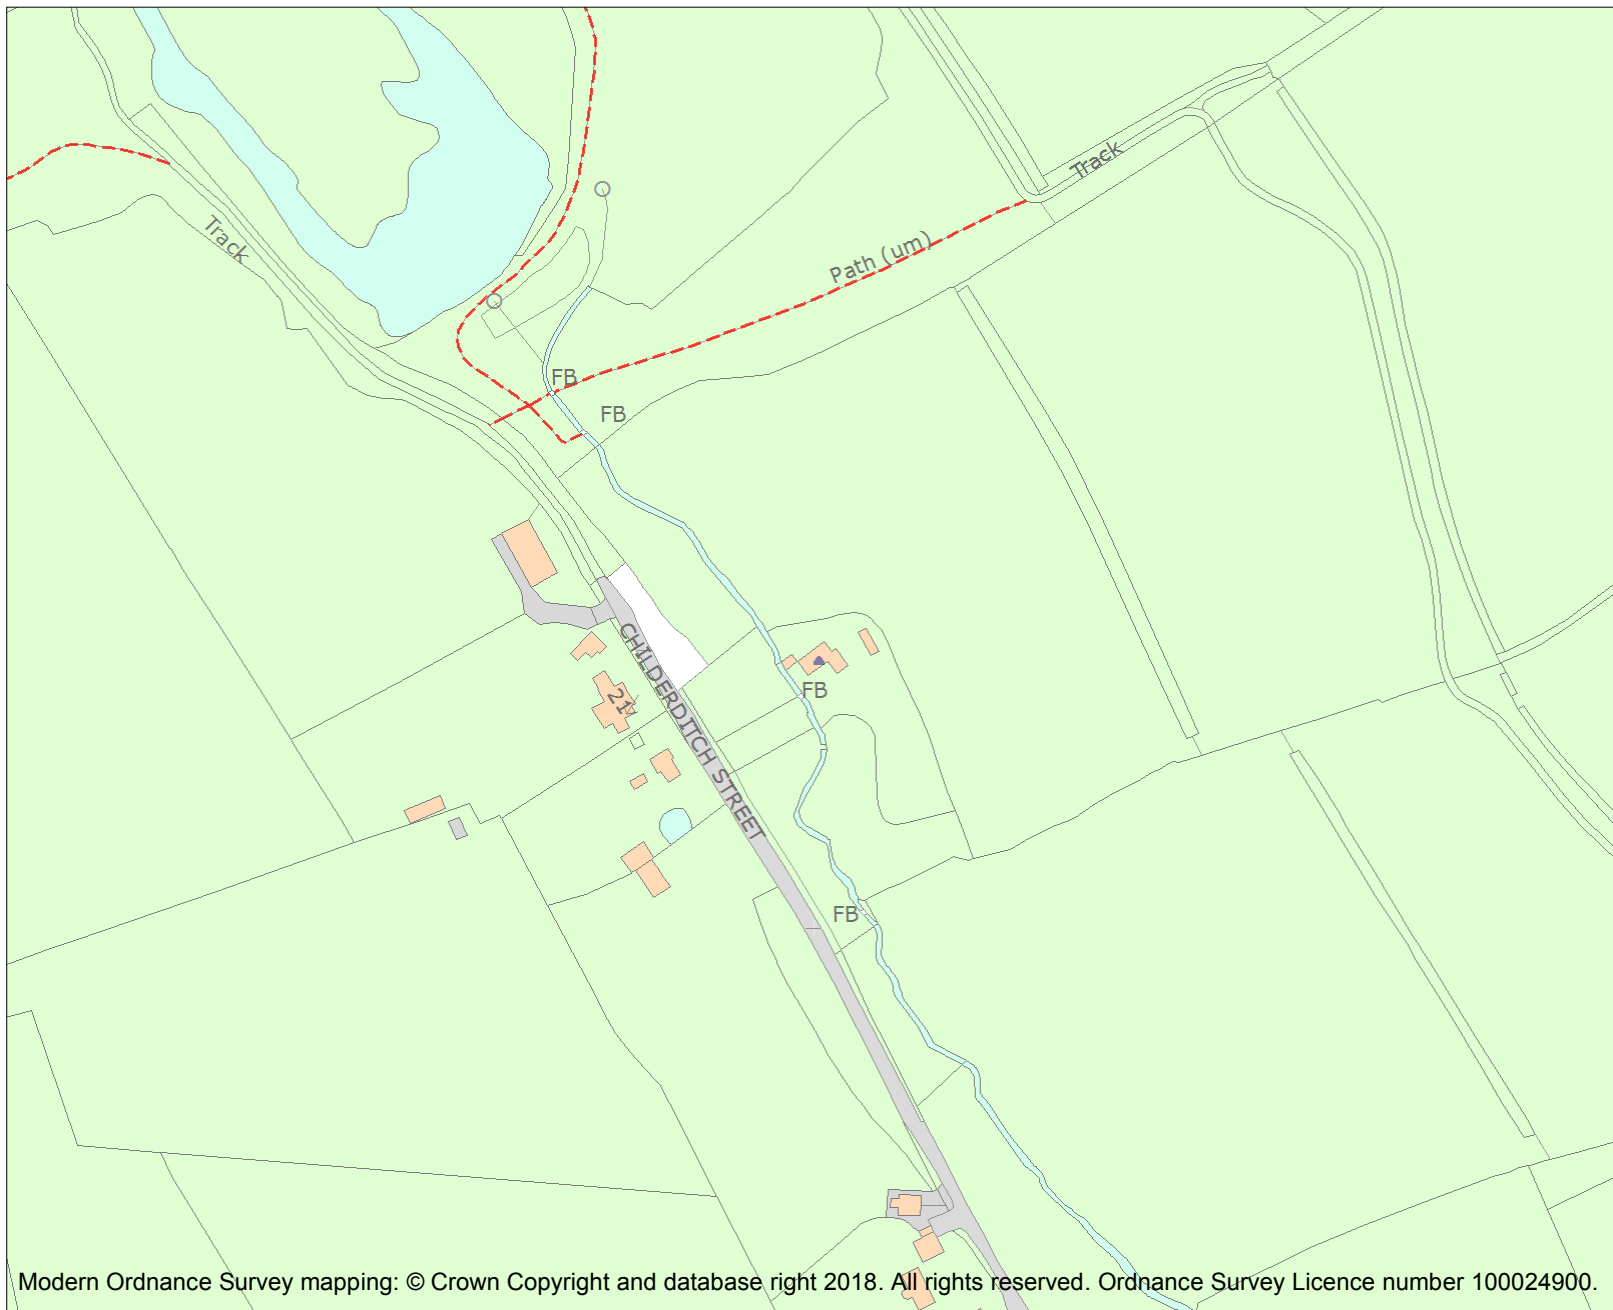 Track
Track
Path (um)
FB
FB
CHILDERDITCH STREET
21
FB
FB
Modern Ordnance Survey mapping: © Crown Copyright and database right 2018. All rights reserved. Ordnance Survey Licence number 100024900.